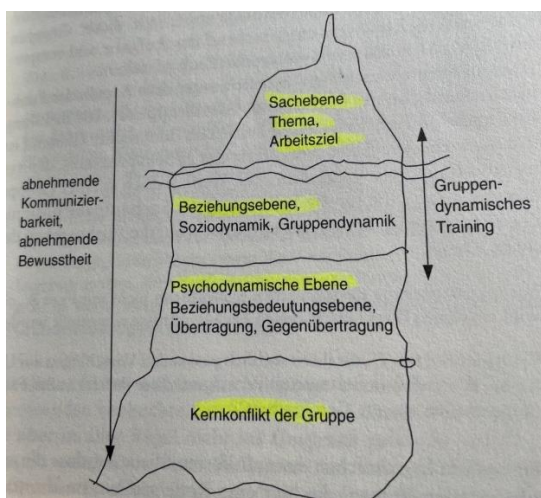 Sachebene
Thema,
Arbeitsziel
abnehmende
Kommunizier-
barkeit,
abnehmende
Bewusstheit
Beziehungsebene,
Soziodynamik, Gruppendynamik
Gruppen-
dynamisches
Training
Psychodynamische Ebene
Beziehungsbedeutungsebene,
Übertragung, Gegenübertragung
Kernkonflikt der Gruppe